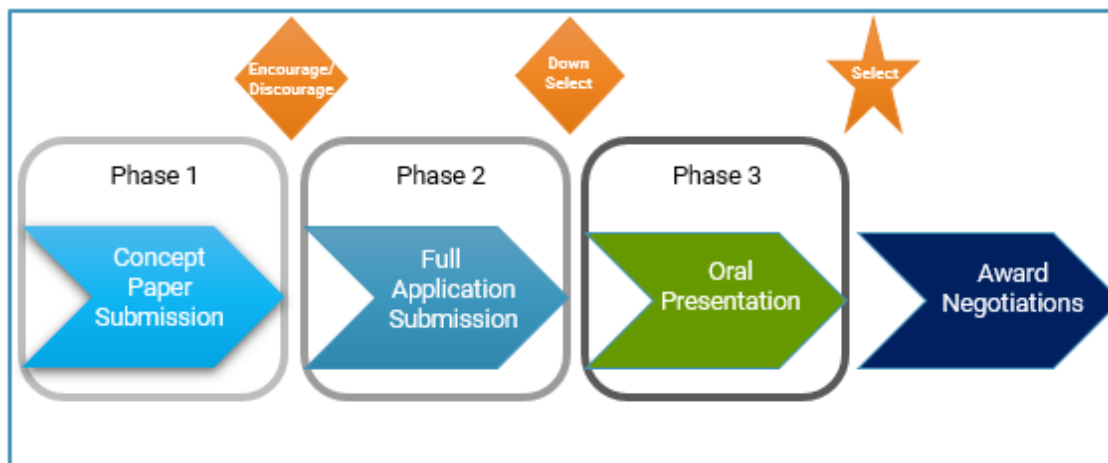 Encourage/
Discourage
Down
Select
Select
Phase 1
Phase 2
Phase 3
Concept
Paper
Submission
Full
Application
Submission
Oral
Presentation
Award
Negotiations